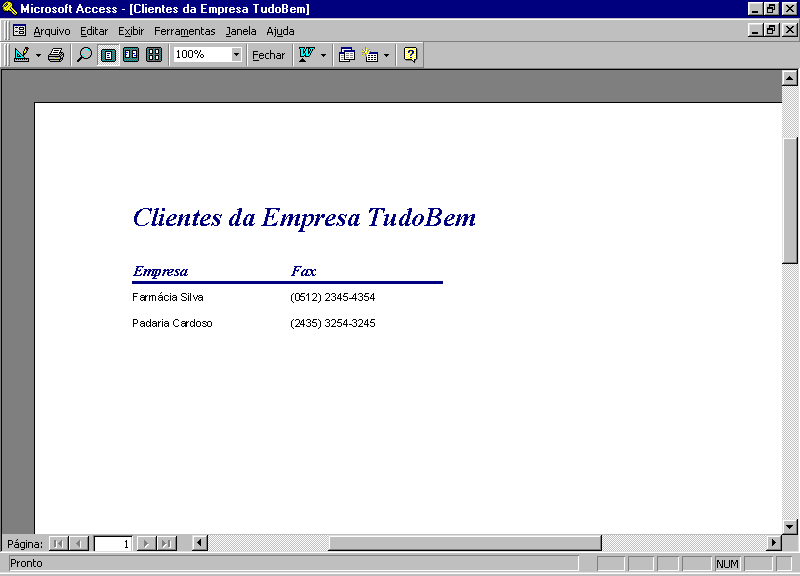 Microsoft Access - [Clientes da Empresa TudoBem]
Arquivo Editar Exibir Ferramentas Janela Ajuda
100% Fechar
Clientes da Empresa TudoBem
Empresa Fax
Farmácia Silva (0512) 2345-4354
Padaria Cardoso (2435) 3254-3245
Página: 1
Pronto NUM